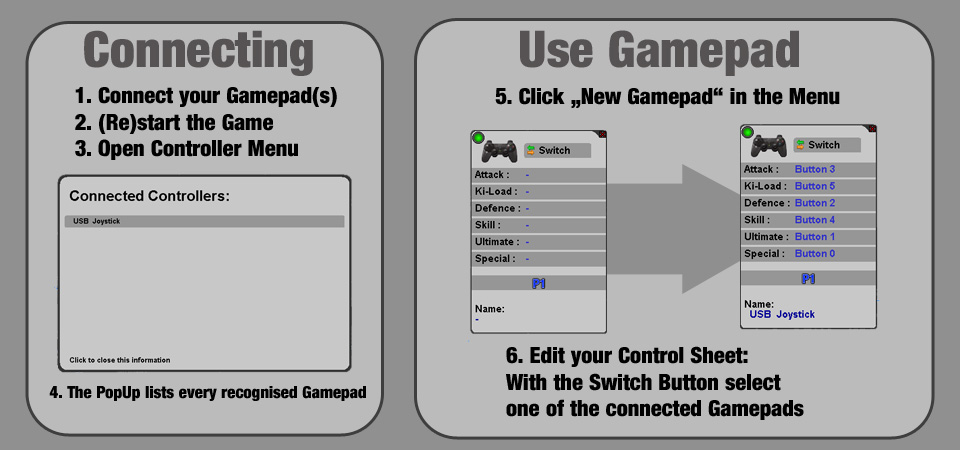 Connecting
1. Connect your Gamepad(s)
2. (Re)start the Game
3. Open Controller Menu
Connected Controllers:
USB Joystick
Click to close this information
4. The PopUp lists every recognised Gamepad
Use Gamepad
5. Click „New Gamepad“ in the Menu
Switch
Attack : -
Ki-Load : -
Defence : -
Skill : -
Ultimate : -
Special : -
P1
Name:
-
Switch
Attack : Button 3
Ki-Load : Button 5
Defence : Button 2
Skill : Button 4
Ultimate : Button 1
Special : Button 0
P1
Name:
USB Joystick
6. Edit your Control Sheet:
With the Switch Button select
one of the connected Gamepads